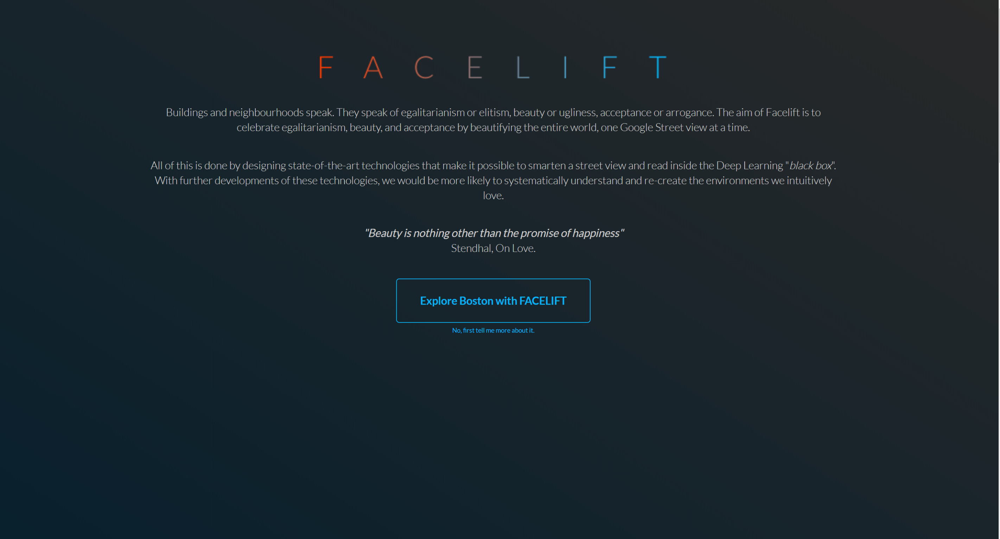 FACELIFT
Buildings and neighbourhoods speak. They speak of egalitarianism or elitism, beauty or ugliness, acceptance or arrogance. The aim of Facelift is to
celebrate egalitarianism, beauty, and acceptance by beautifying the entire world, one Google Street view at a time.
All of this is done by designing state-of-the-art technologies that make it possible to smarten a street view and read inside the Deep Learning "black box".
With further developments of these technologies, we would be more likely to systematically understand and re-create the environments we intuitively
love.
"Beauty is nothing other than the promise of happiness"
Stendhal, On Love.
Explore Boston with FACELIFT
No, first tell me more about it.